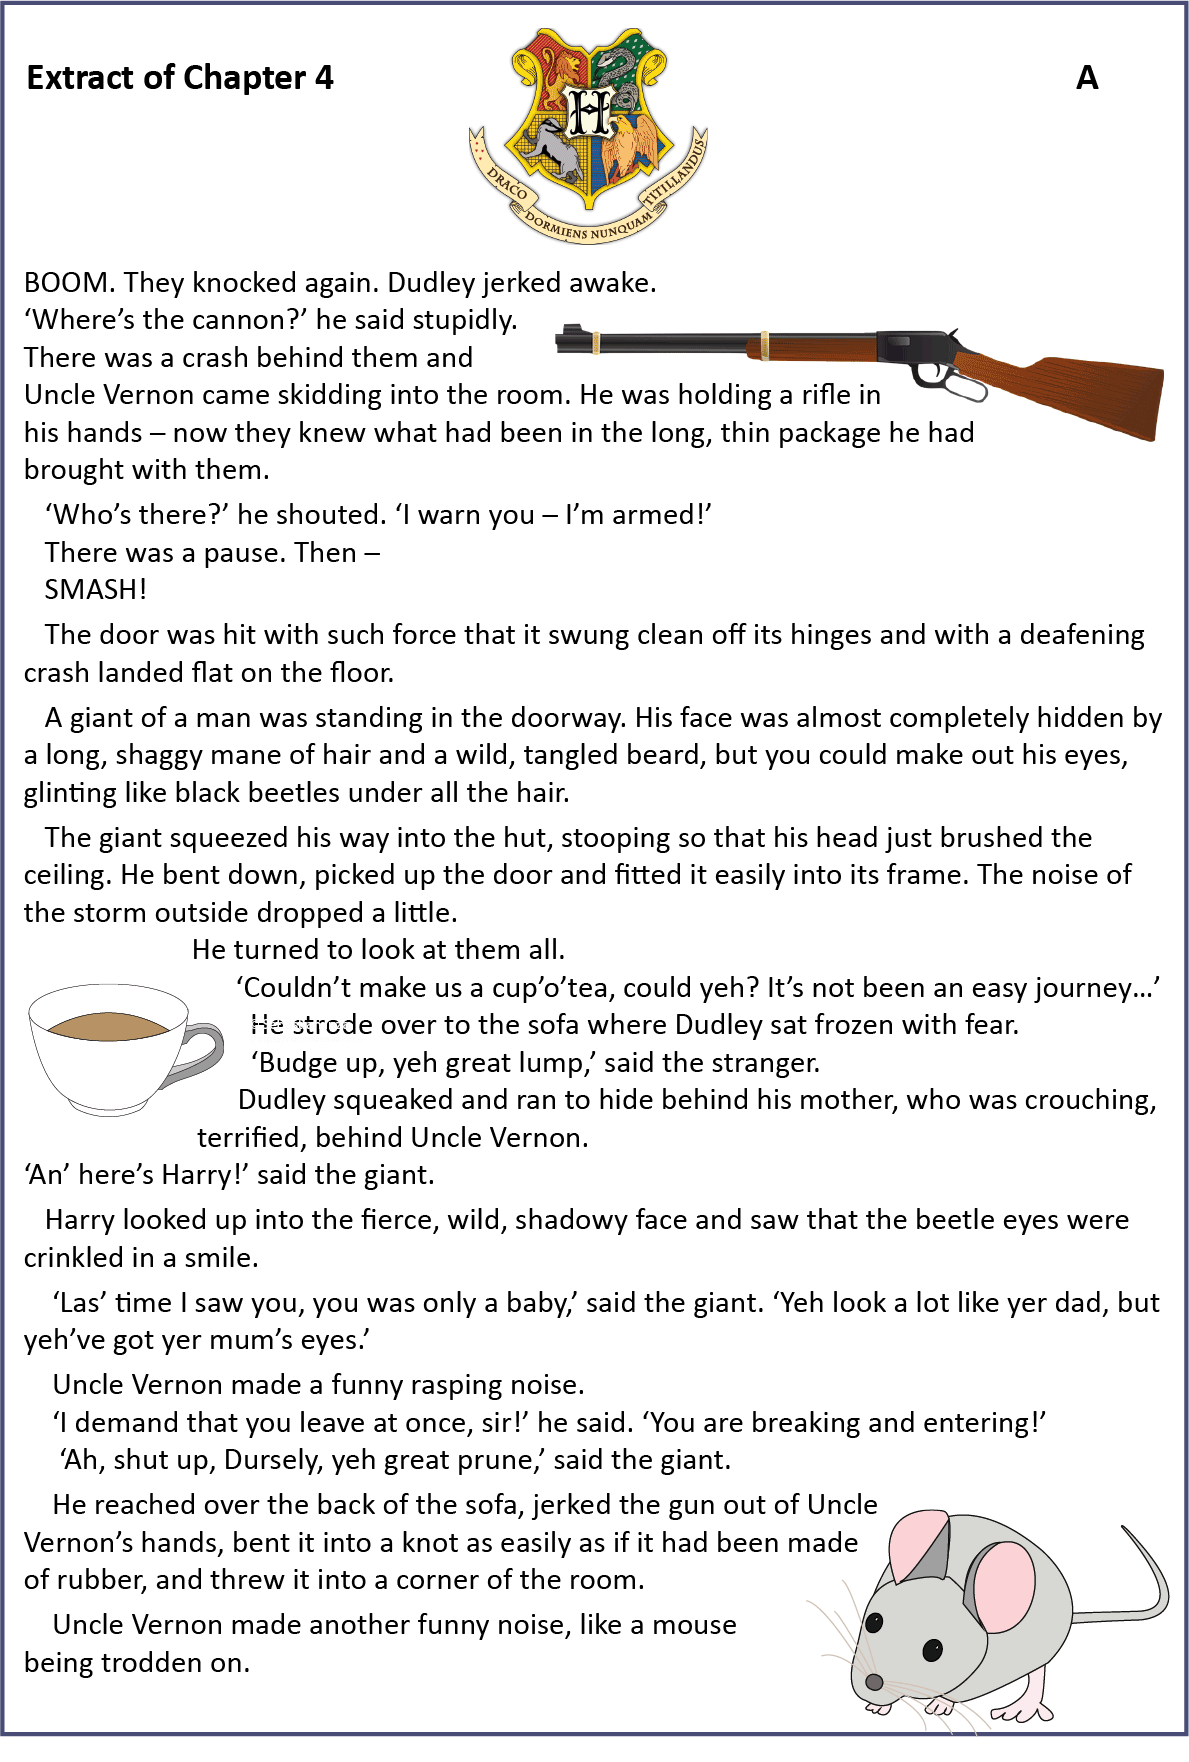 Extract of Chapter 4
A
H
DRACO DORMIENS NUNQUAM TITILLANDUS
BOOM. They knocked again. Dudley jerked awake.
‘Where’s the cannon?’ he said stupidly.
There was a crash behind them and
Uncle Vernon came skidding into the room. He was holding a rifle in
his hands – now they knew what had been in the long, thin package he had
brought with them.
‘Who’s there?’ he shouted. ‘I warn you – I’m armed!’
There was a pause. Then –
SMASH!
The door was hit with such force that it swung clean off its hinges and with a deafening
crash landed flat on the floor.
A giant of a man was standing in the doorway. His face was almost completely hidden by
a long, shaggy mane of hair and a wild, tangled beard, but you could make out his eyes,
glinting like black beetles under all the hair.
The giant squeezed his way into the hut, stooping so that his head just brushed the
ceiling. He bent down, picked up the door and fitted it easily into its frame. The noise of
the storm outside dropped a little.
He turned to look at them all.
‘Couldn’t make us a cup’o’tea, could yeh? It’s not been an easy journey…’
He strode over to the sofa where Dudley sat frozen with fear.
‘Budge up, yeh great lump,’ said the stranger.
Dudley squeaked and ran to hide behind his mother, who was crouching,
terrified, behind Uncle Vernon.
‘An’ here’s Harry!’ said the giant.
Harry looked up into the fierce, wild, shadowy face and saw that the beetle eyes were
crinkled in a smile.
‘Las’ time I saw you, you was only a baby,’ said the giant. ‘Yeh look a lot like yer dad, but
yeh’ve got yer mum’s eyes.’
Uncle Vernon made a funny rasping noise.
‘I demand that you leave at once, sir!’ he said. ‘You are breaking and entering!’
‘Ah, shut up, Dursely, yeh great prune,’ said the giant.
He reached over the back of the sofa, jerked the gun out of Uncle
Vernon’s hands, bent it into a knot as easily as if it had been made
of rubber, and threw it into a corner of the room.
Uncle Vernon made another funny noise, like a mouse
being trodden on.